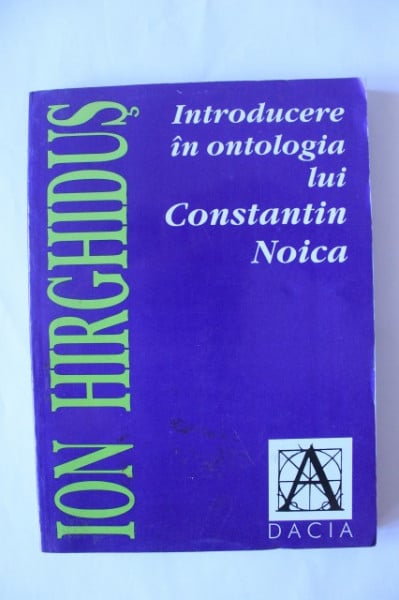 ION HIRGHIDUŞ
Introducere
în ontologia
lui
Constantin
Noica
A
DACIA